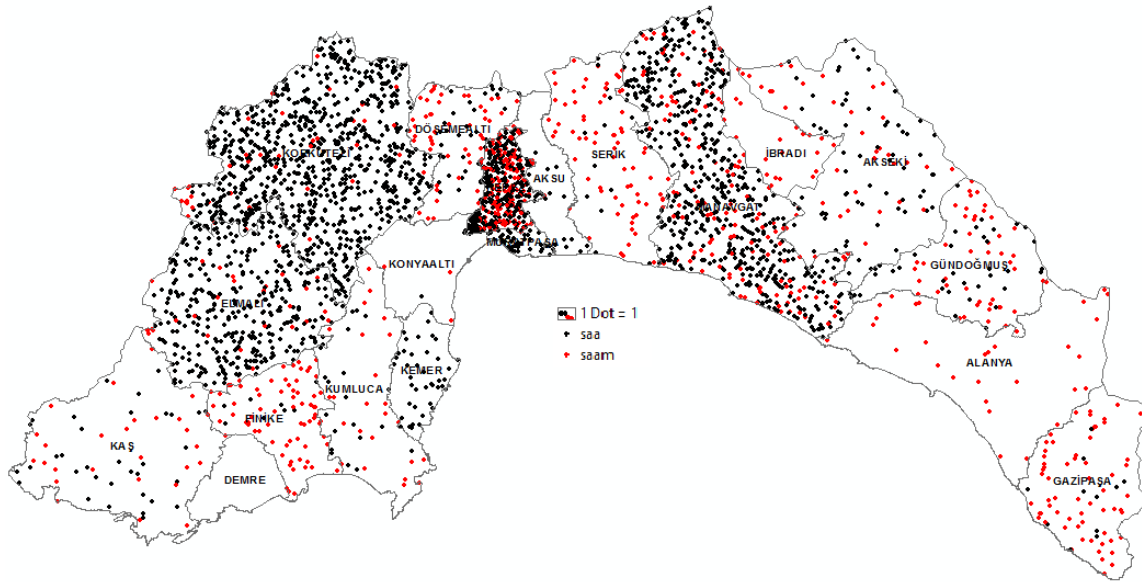 DÖŞEMEALTI
KORKUTELİ
SERİK
İBRADI
AKSEKİ
AKSU
MANAVGAT
MURATPAŞA
KONYAALTI
GÜNDOĞMUŞ
ELMALI
1 Dot = 1
saa
saam
ALANYA
KEMER
KUMLUCA
FİNİKE
KAŞ
DEMRE
GAZİPAŞA